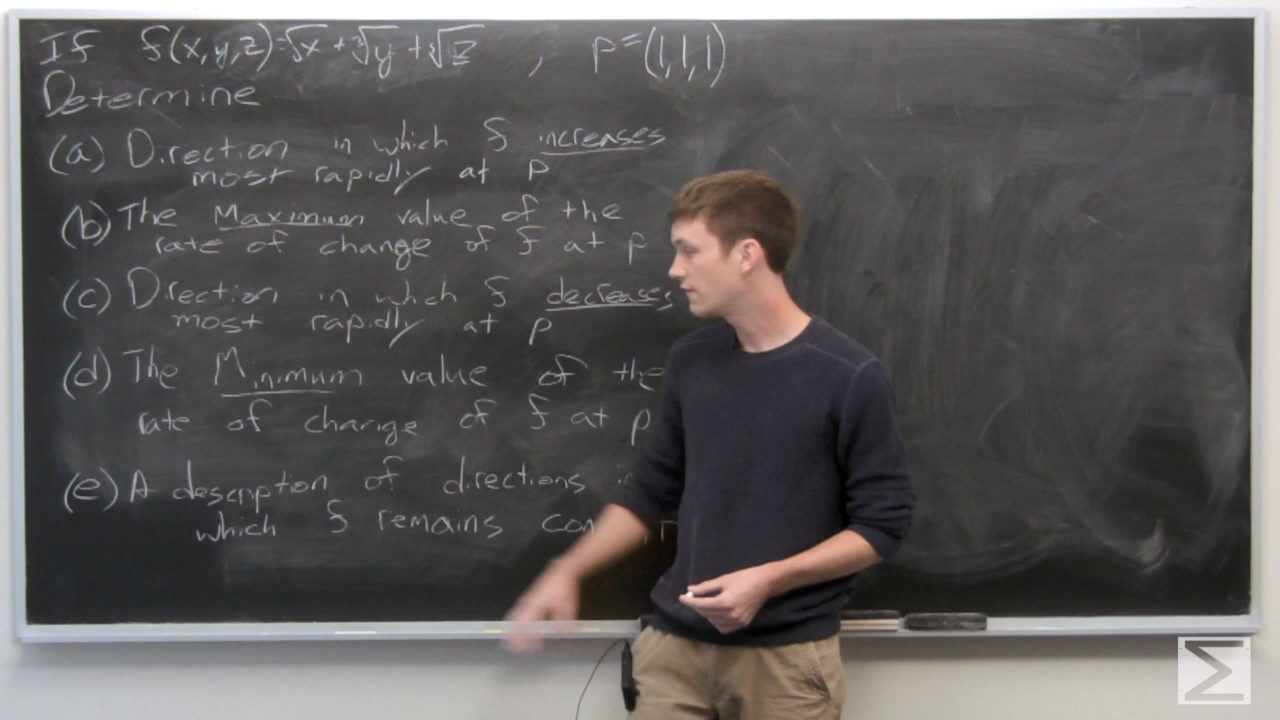 If f(x,y,z)=√x + ∛y + ∛z , P=(1,1,1)
Determine
(a) Direction in which f increases
most rapidly at P
(b) The Maximum value of the
rate of change of f at P
(c) Direction in which f decreases
most rapidly at P
(d) The Minimum value of the
rate of change of f at P
(e) A description of directions
which f remains
Σ